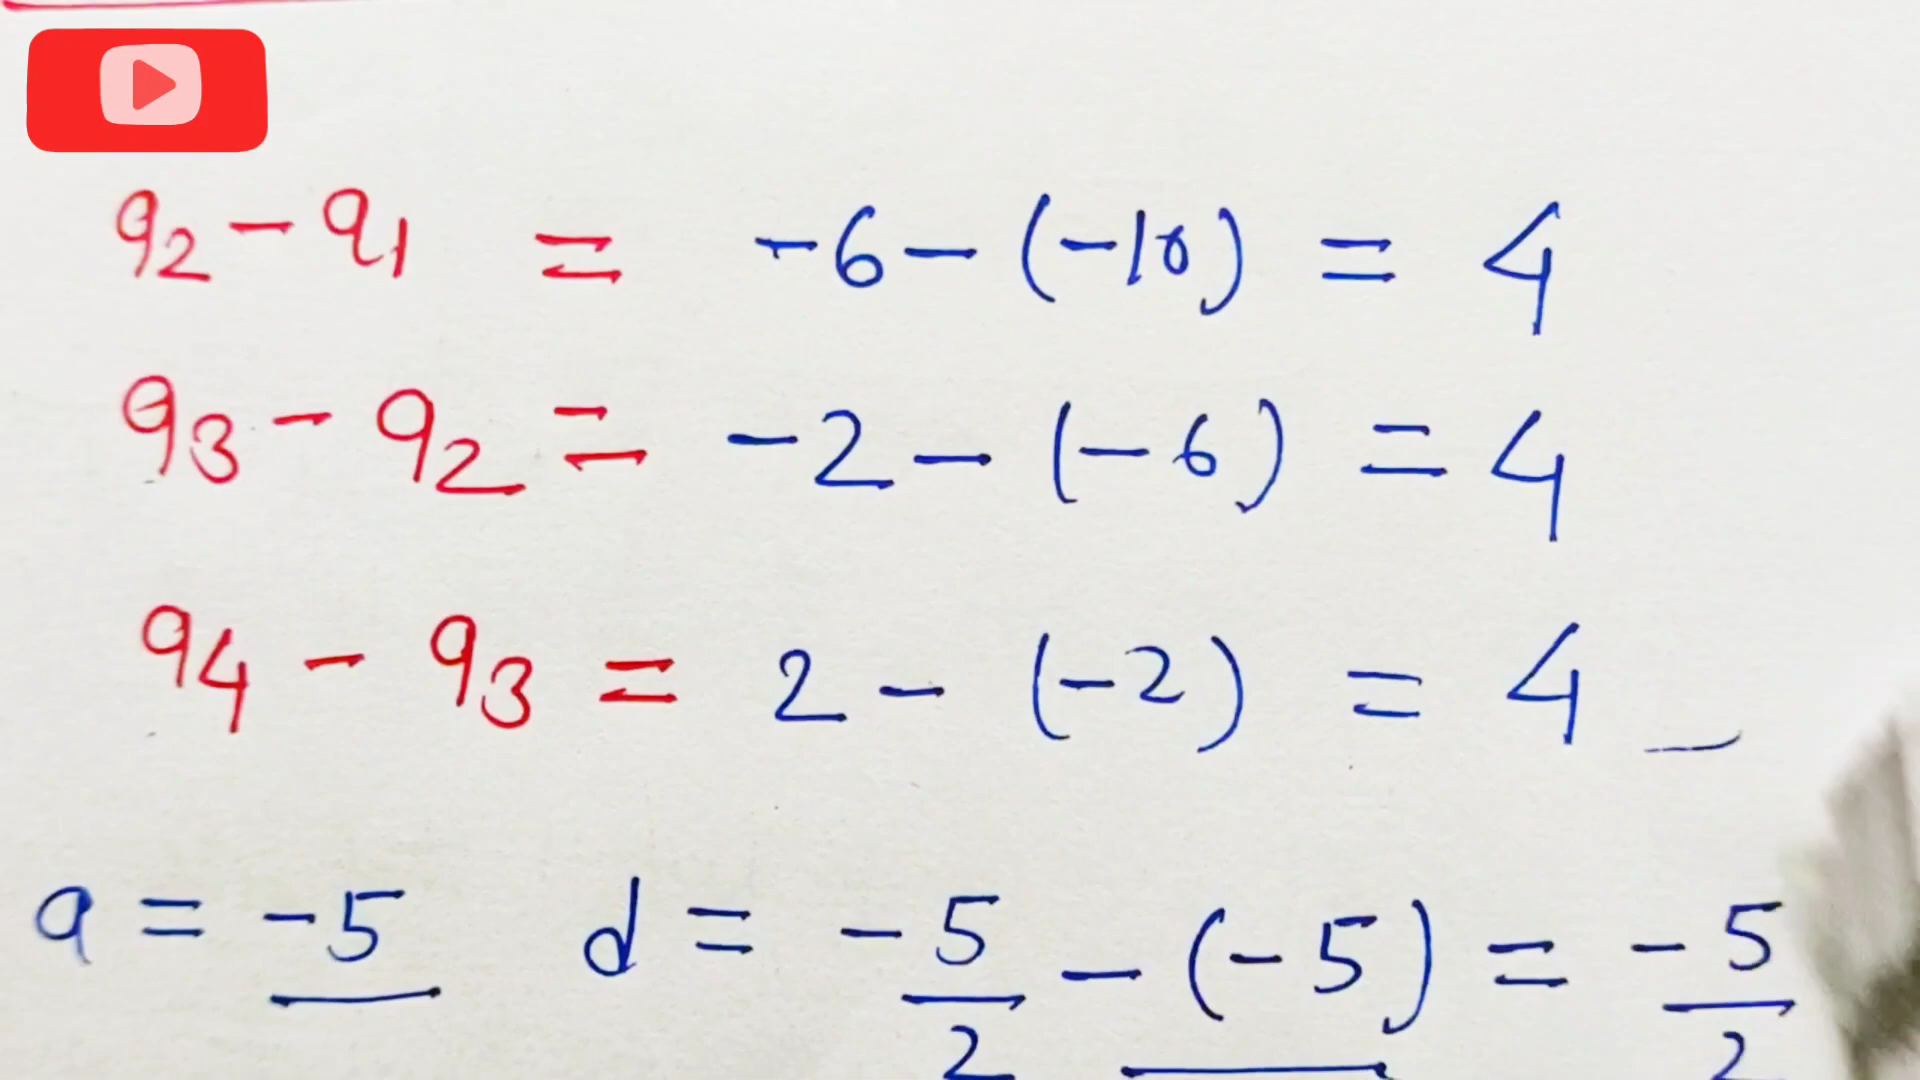 a₂ - a₁ = -6 - (-10) = 4
a₃ - a₂ = -2 - (-6) = 4
a₄ - a₃ = 2 - (-2) = 4
a = -5 d = -5/2 - (-5) = -5/2